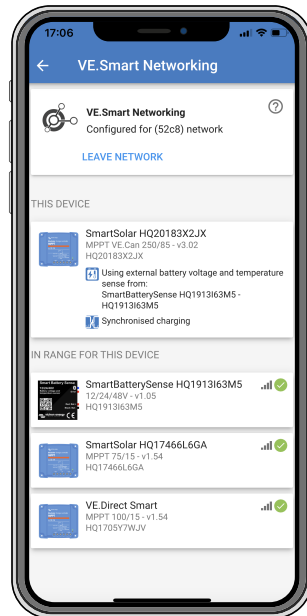 17:06
VE.Smart Networking
VE.Smart Networking
Configured for (52c8) network
LEAVE NETWORK
THIS DEVICE
SmartSolar HQ20183X2JX
MPPT VE.Can 250/85 - v3.02
HQ20183X2JX
Using external battery voltage and temperature
sense from:
SmartBatterySense HQ1913I63M5 -
HQ1913I63M5
Synchronised charging
IN RANGE FOR THIS DEVICE
Smart Battery Sense
SmartBatterySense HQ1913I63M5
12/24/48V - v1.05
HQ1913I63M5
SmartSolar HQ17466L6GA
MPPT 75/15 - v1.54
HQ17466L6GA
VE.Direct Smart
MPPT 100/15 - v1.54
HQ1705Y7WJV